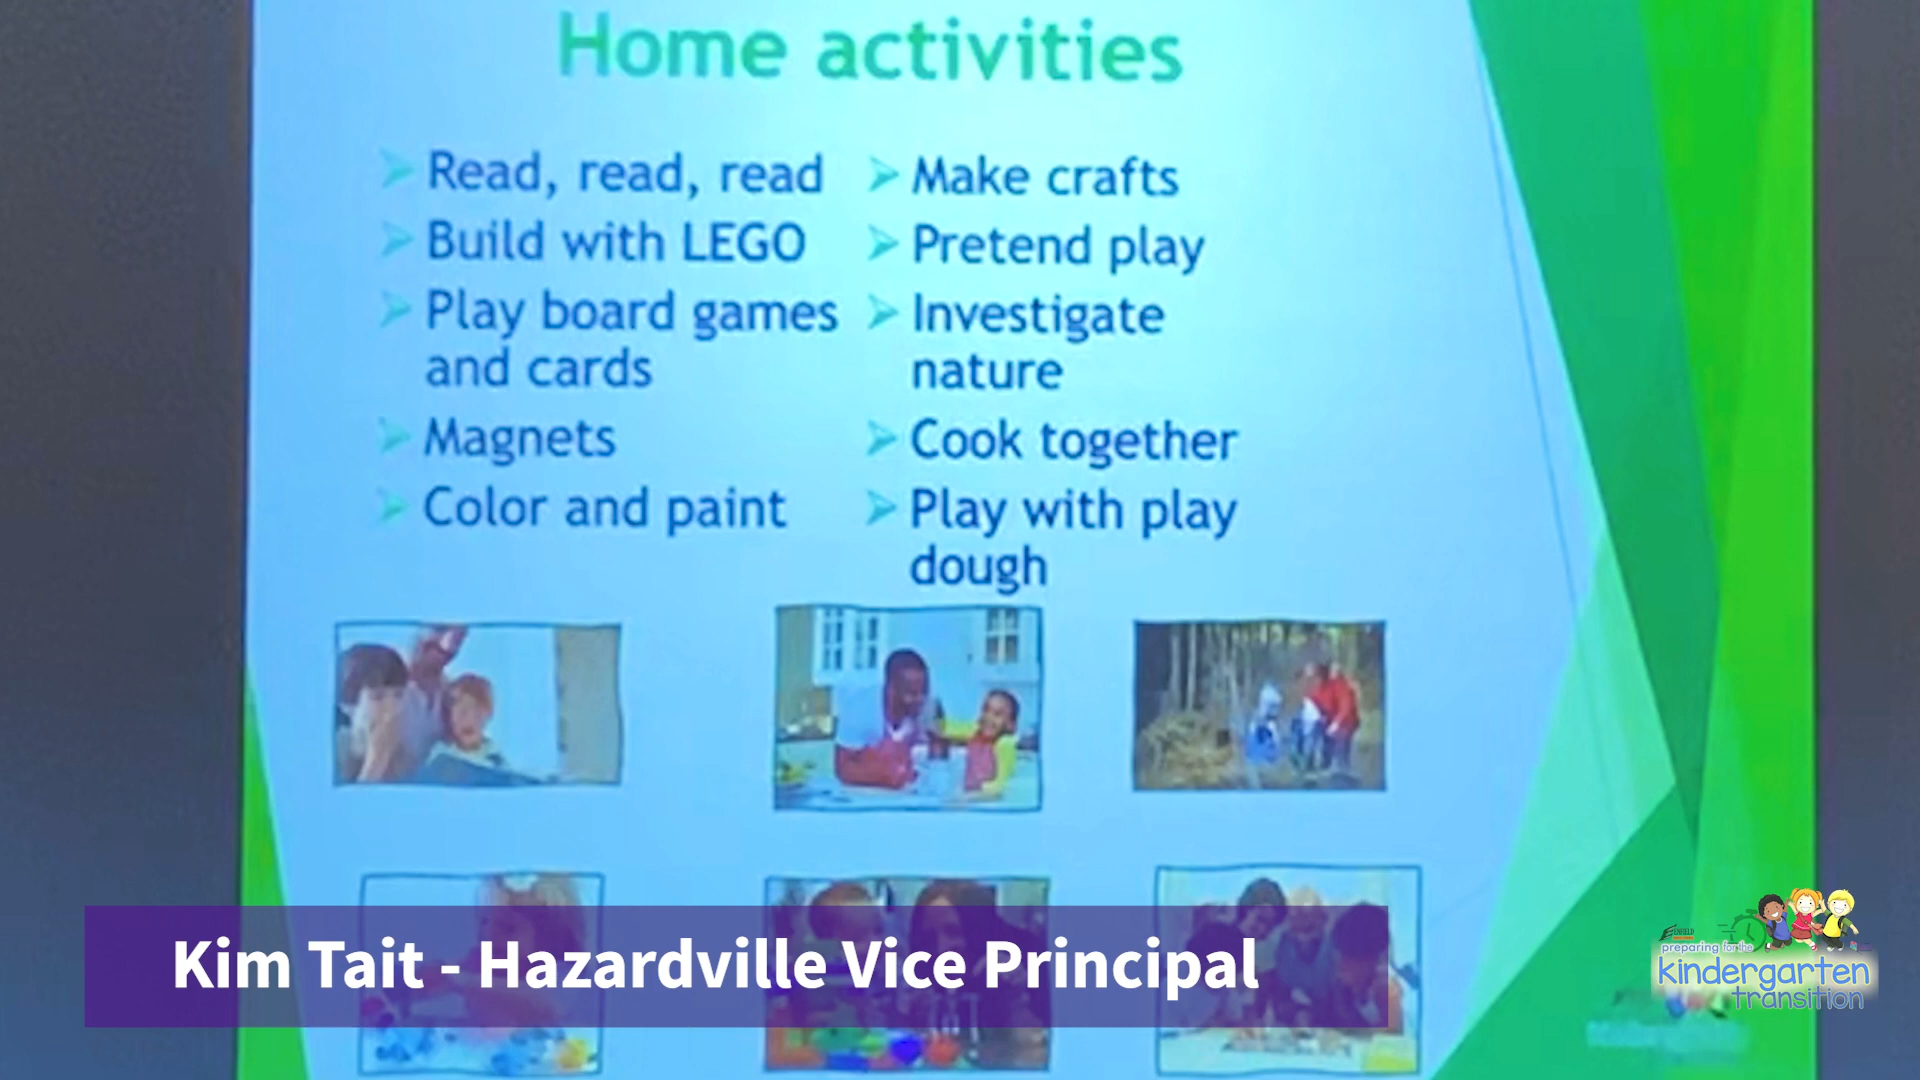 Home activities
➢ Read, read, read
➢ Build with LEGO
➢ Play board games
and cards
➢ Magnets
➢ Color and paint
➢ Make crafts
➢ Pretend play
➢ Investigate
nature
➢ Cook together
➢ Play with play
dough
Kim Tait - Hazardville Vice Principal
ENFIELD
preparing for the
kindergarten
transition